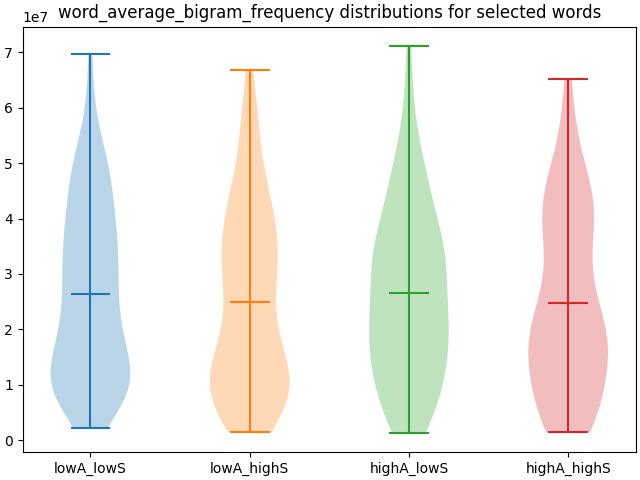 word_average_bigram_frequency distributions for selected words
1e7
7
6
5
4
3
2
1
0
lowA_lowS lowA_highS highA_lowS highA_highS